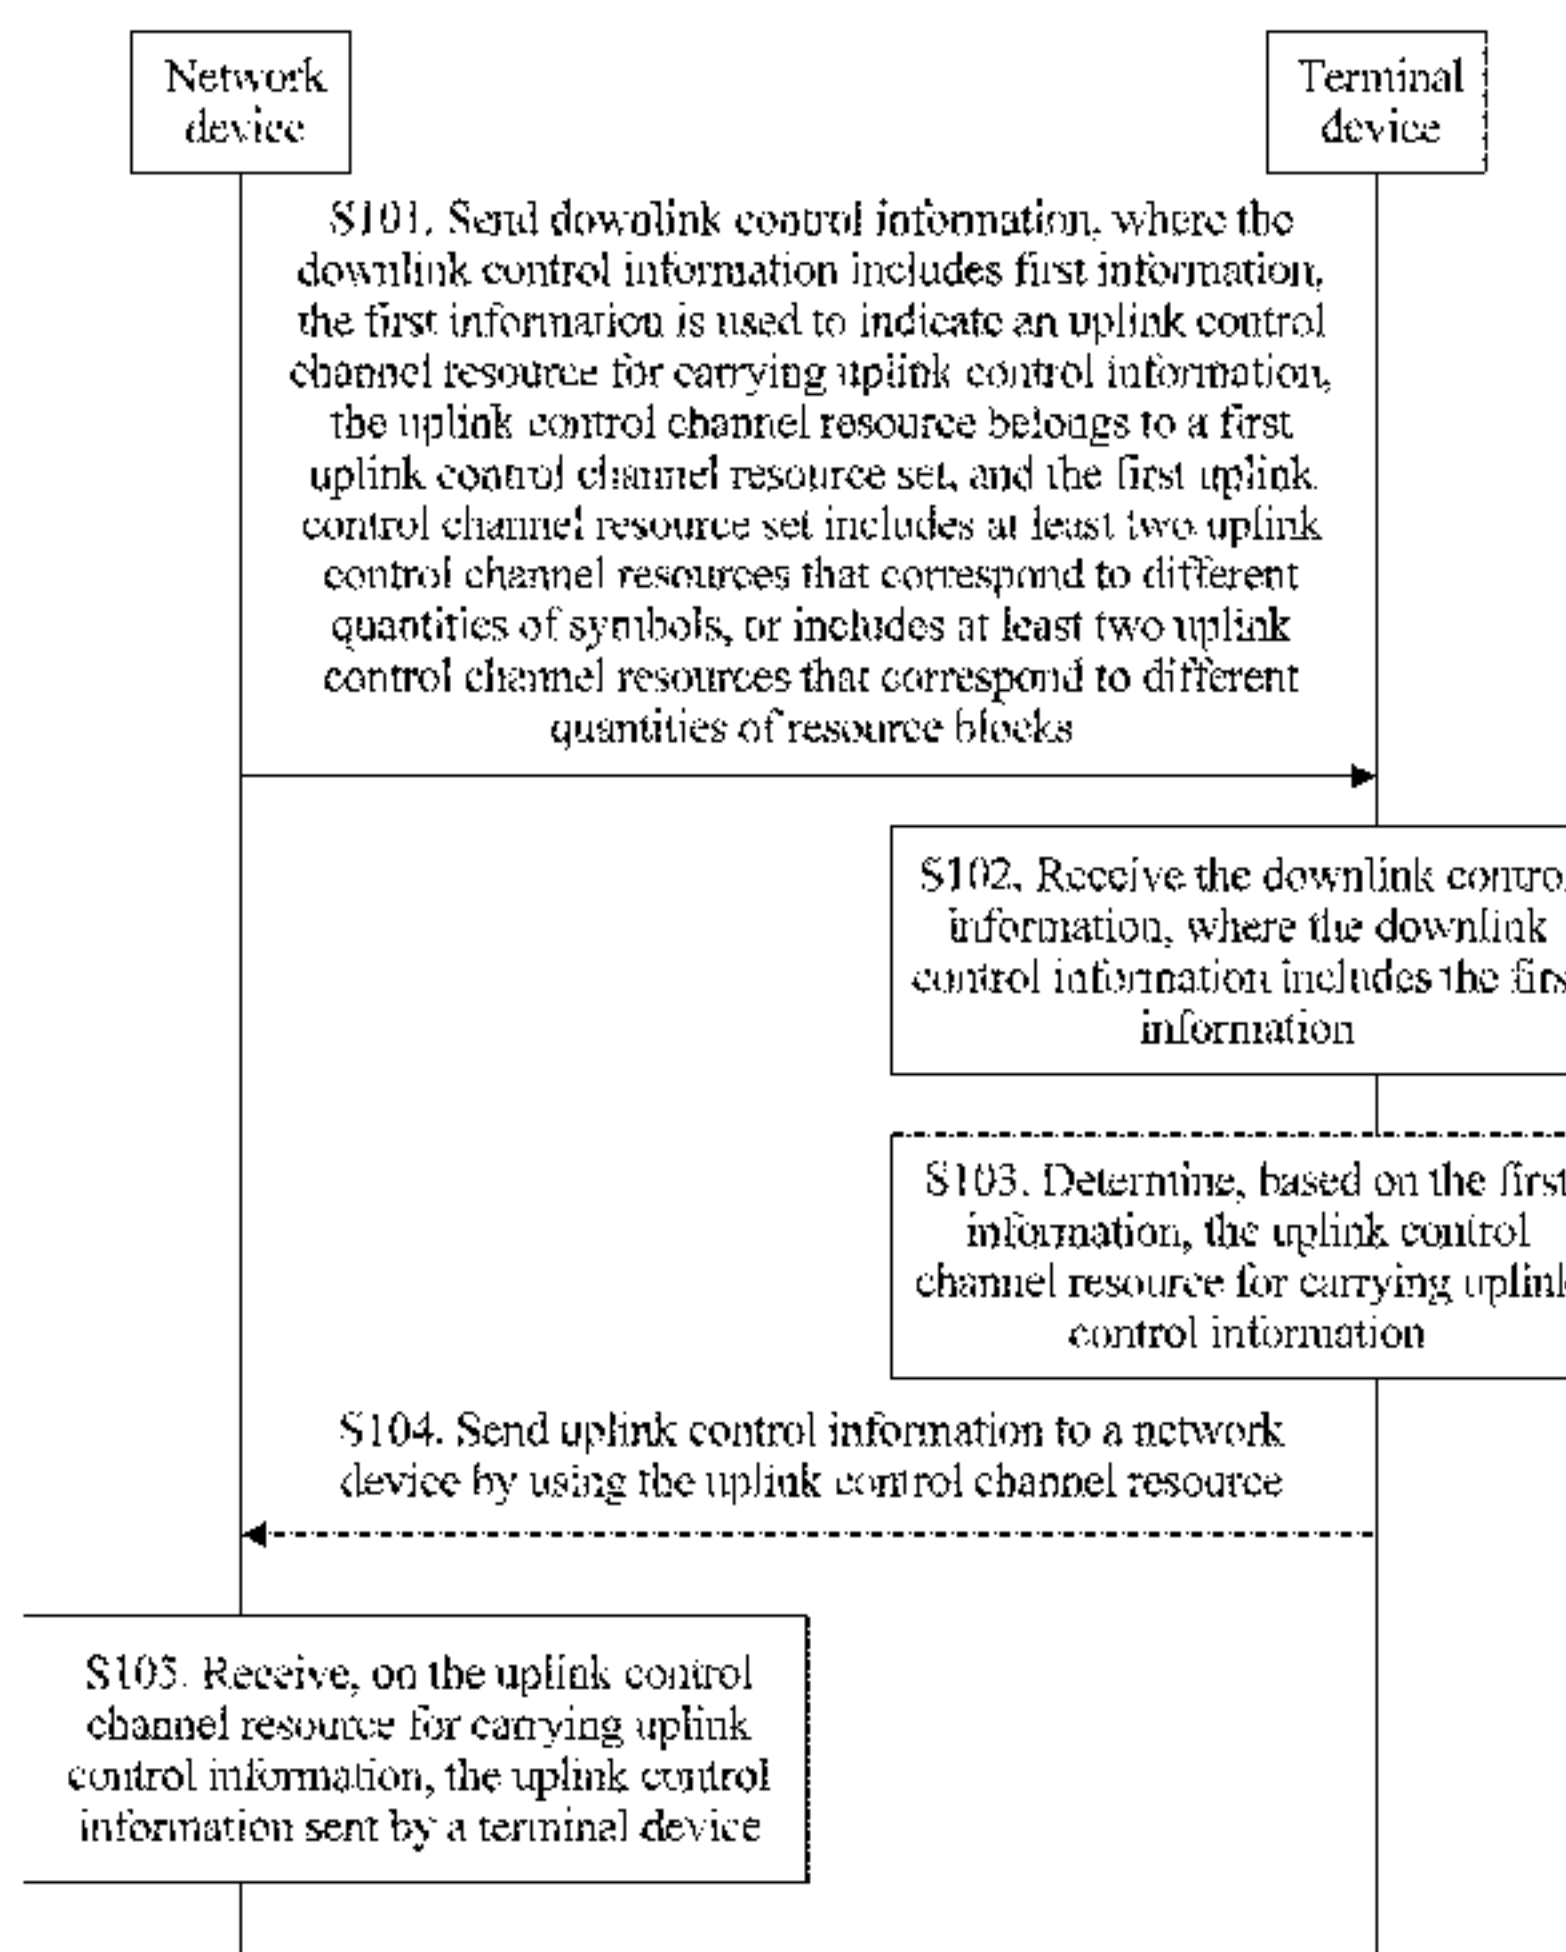 Network
device
Terminal
device
S101. Send downlink control information, where the
downlink control information includes first information,
the first information is used to indicate an uplink control
channel resource for carrying uplink control information,
the uplink control channel resource belongs to a first
uplink control channel resource set, and the first uplink
control channel resource set includes at least two uplink
control channel resources that correspond to different
quantities of symbols, or includes at least two uplink
control channel resources that correspond to different
quantities of resource blocks
S102. Receive the downlink contro
information, where the downlink
control information includes the firs
information
S103. Determine, based on the first
information, the uplink control
channel resource for carrying uplink
control information
S104. Send uplink control information to a network
device by using the uplink control channel resource
S105. Receive, on the uplink control
channel resource for carrying uplink
control information, the uplink control
information sent by a terminal device